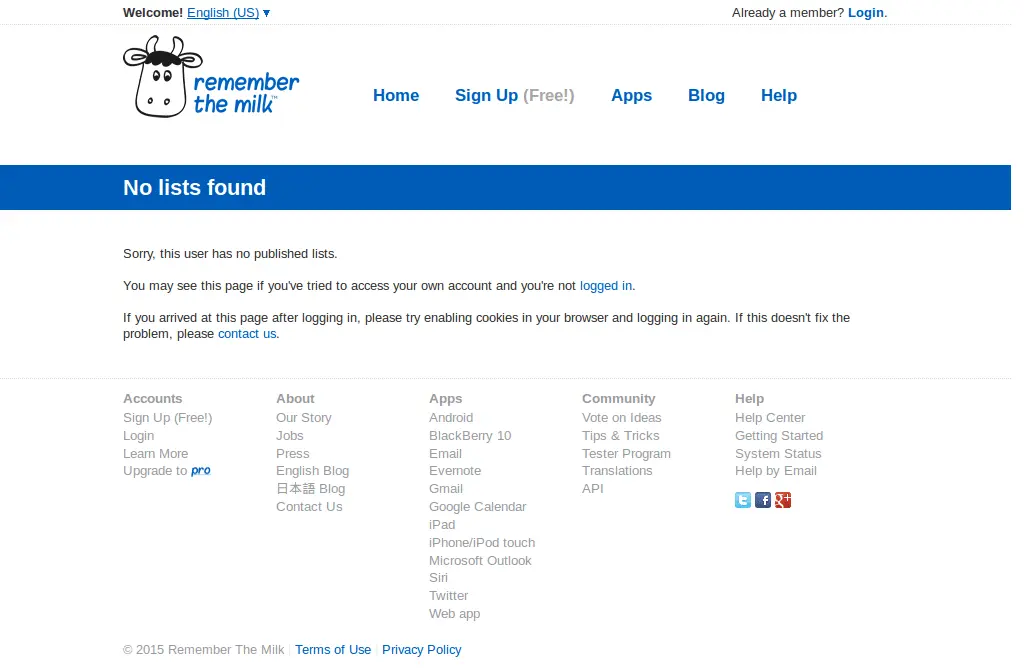 Welcome! English (US) ▼
Already a member? Login.
remember
the milk™
Home
Sign Up (Free!)
Apps
Blog
Help
No lists found
Sorry, this user has no published lists.
You may see this page if you've tried to access your own account and you're not logged in.
If you arrived at this page after logging in, please try enabling cookies in your browser and logging in again. If this doesn't fix the
problem, please contact us.
Accounts
Sign Up (Free!)
Login
Learn More
Upgrade to pro
About
Our Story
Jobs
Press
English Blog
日本語 Blog
Contact Us
Apps
Android
BlackBerry 10
Email
Evernote
Gmail
Google Calendar
iPad
iPhone/iPod touch
Microsoft Outlook
Siri
Twitter
Web app
Community
Vote on Ideas
Tips & Tricks
Tester Program
Translations
API
Help
Help Center
Getting Started
System Status
Help by Email
© 2015 Remember The Milk | Terms of Use | Privacy Policy